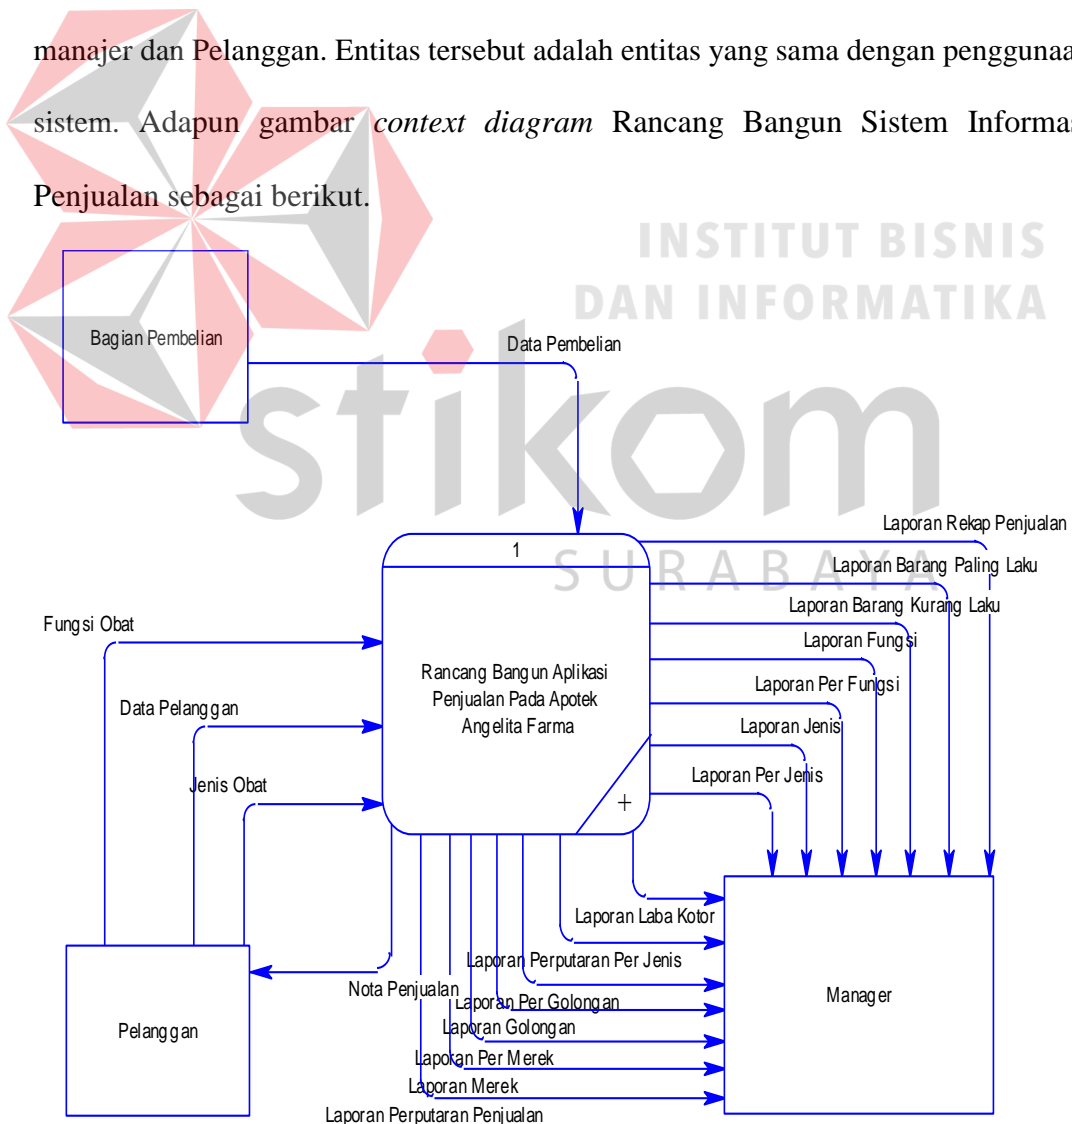 manajer dan Pelanggan. Entitas tersebut adalah entitas yang sama dengan penggunaa
sistem. Adapun gambar context diagram Rancang Bangun Sistem Informas
Penjualan sebagai berikut.
INSTITUT BISNIS
DAN INFORMATIKA
stikom
SURABAYA
Bagian Pembelian
Data Pembelian
1
Laporan Rekap Penjualan
Laporan Barang Paling Laku
Laporan Barang Kurang Laku
Fungsi Obat
Laporan Fungsi
Rancang Bangun Aplikasi
Penjualan Pada Apotek
Angelita Farma
Laporan Per Fungsi
Data Pelanggan
Laporan Jenis
Jenis Obat
Laporan Per Jenis
+
Laporan Laba Kotor
Laporan Perputaran Per Jenis
Nota Penjualan
Laporan Per Golongan
Manager
Pelanggan
Laporan Golongan
Laporan Per Merek
Laporan Merek
Laporan Perputaran Penjualan